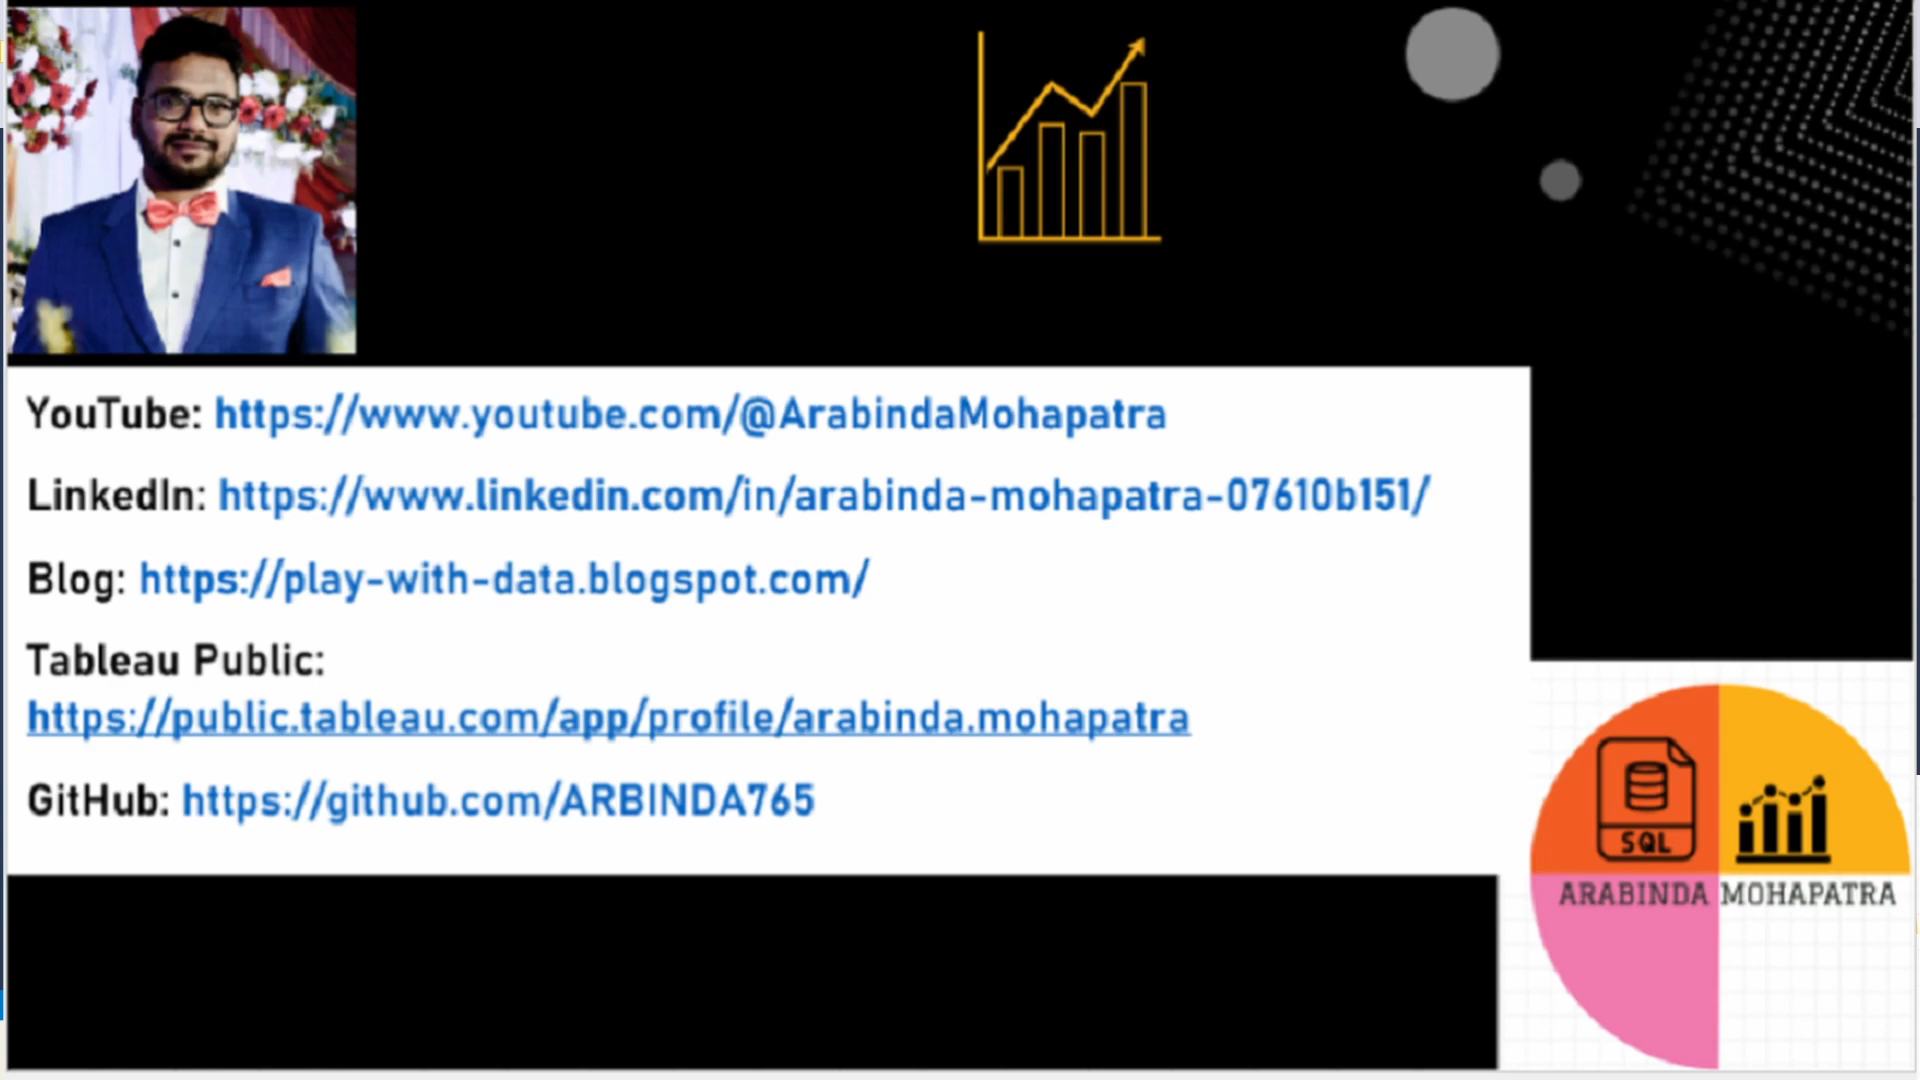 YouTube: https://www.youtube.com/@ArabindaMohapatra
LinkedIn: https://www.linkedin.com/in/arabinda-mohapatra-07610b151/
Blog: https://play-with-data.blogspot.com/
Tableau Public:
https://public.tableau.com/app/profile/arabinda.mohapatra
GitHub: https://github.com/ARBINDA765
SQL
ARABINDA MOHAPATRA